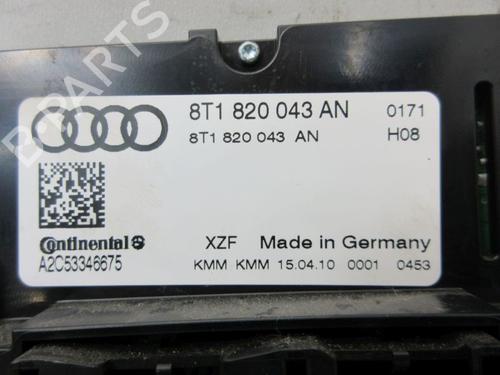 B-PARTS
8T1 820 043 AN 0171
8T1 820 043 AN H08
Continental
A2C53346675
XZF Made in Germany
KMM KMM 15.04.10 0001 0453